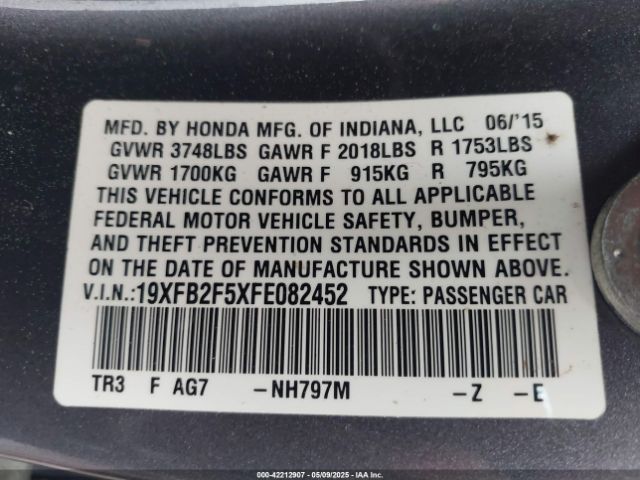 MFD. BY HONDA MFG. OF INDIANA, LLC 06/'15
GVWR 3748LBS GAWR F 2018LBS R 1753LBS
GVWR 1700KG GAWR F 915KG R 795KG
THIS VEHICLE CONFORMS TO ALL APPLICABLE
FEDERAL MOTOR VEHICLE SAFETY, BUMPER,
AND THEFT PREVENTION STANDARDS IN EFFECT
ON THE DATE OF MANUFACTURE SHOWN ABOVE.
V.I.N.:19XFB2F5XFE082452 TYPE: PASSENGER CAR
TR3 F AG7 -NH797M -Z -E
000-42212907 - 05/09/2025 - IAAI.COM